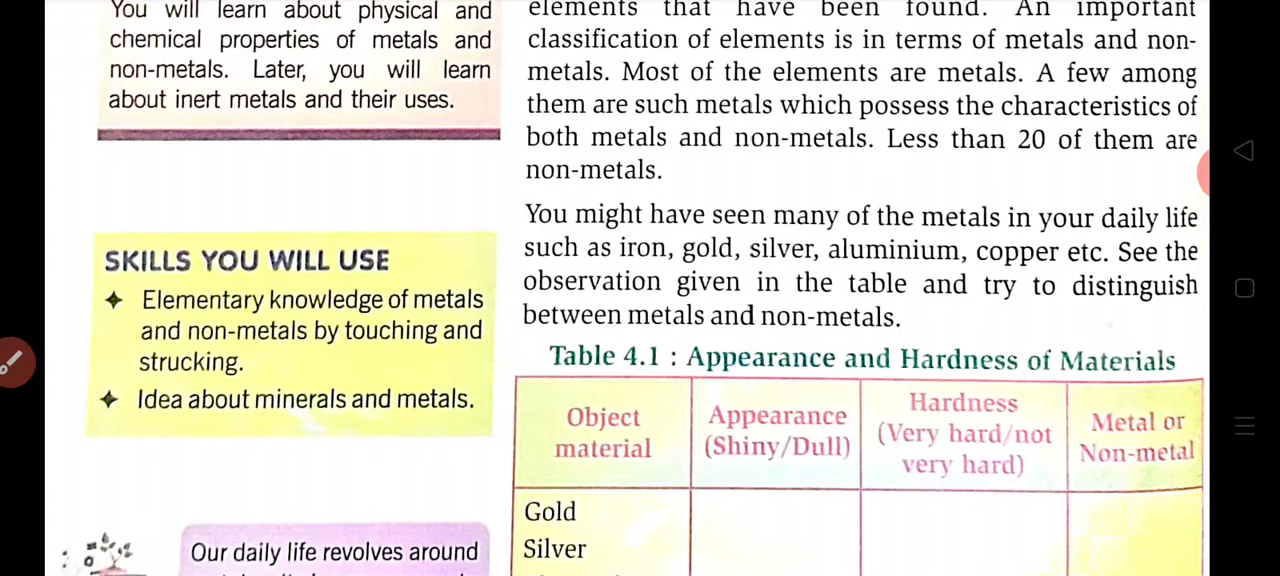 You will learn about physical and
chemical properties of metals and
non-metals. Later, you will learn
about inert metals and their uses.
SKILLS YOU WILL USE
Elementary knowledge of metals
and non-metals by touching and
strucking.
Idea about minerals and metals.
Our daily life revolves around
elements that have been found. An important
classification of elements is in terms of metals and non-
metals. Most of the elements are metals. A few among
them are such metals which possess the characteristics of
both metals and non-metals. Less than 20 of them are
non-metals.
You might have seen many of the metals in your daily life
such as iron, gold, silver, aluminium, copper etc. See the
observation given in the table and try to distinguish
between metals and non-metals.
Table 4.1 : Appearance and Hardness of Materials
Object material
Appearance (Shiny/Dull)
Hardness (Very hard/not very hard)
Metal or Non-metal
Gold
Silver